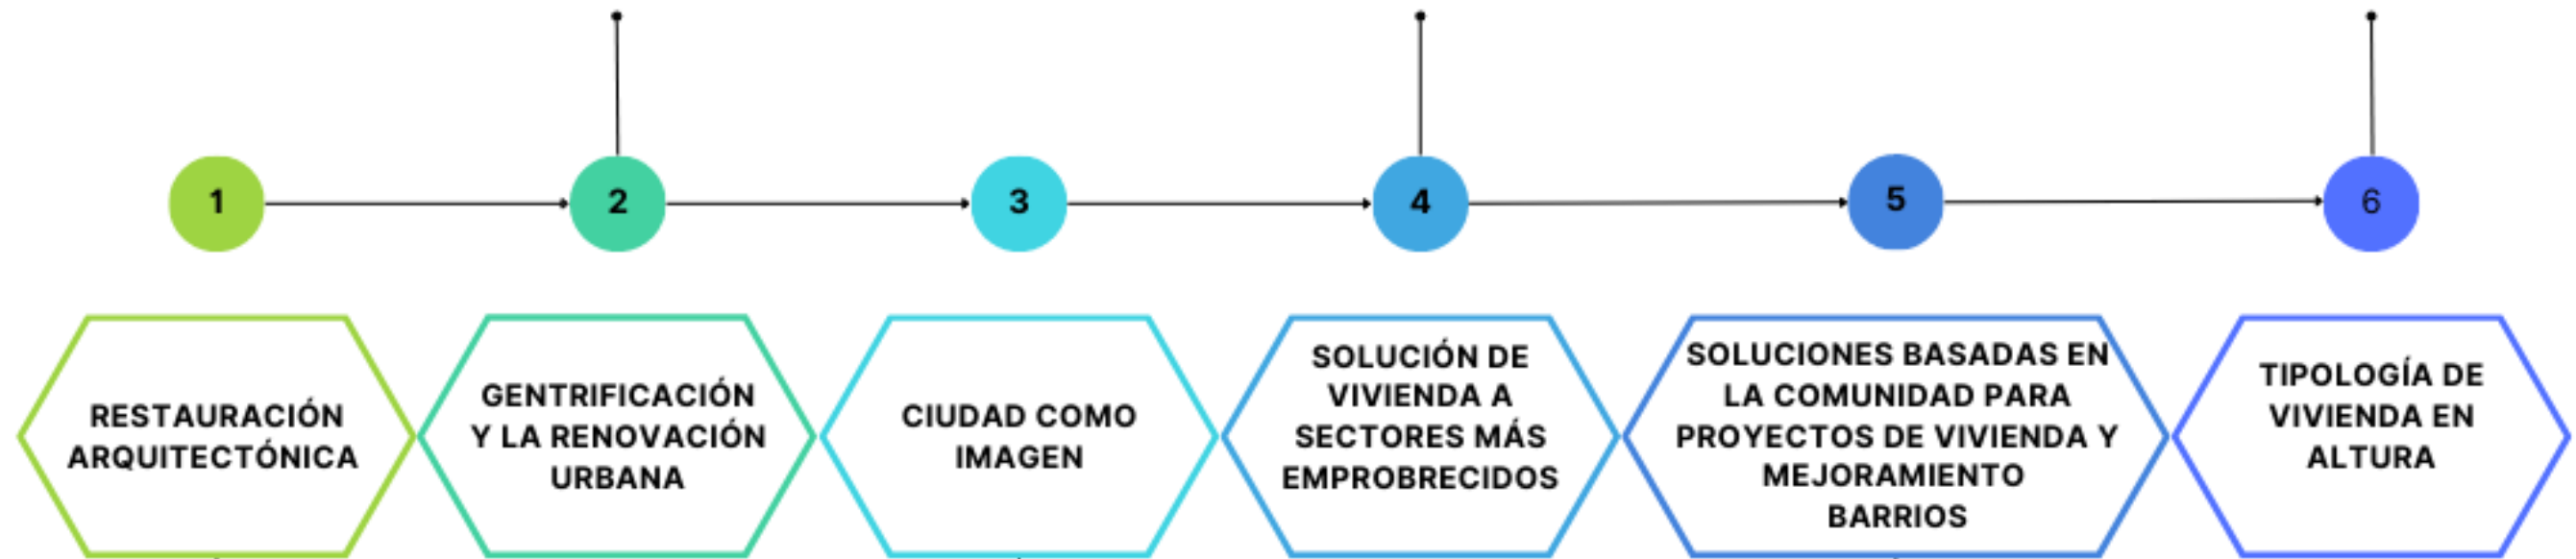 1
2
3
4
5
6
RESTAURACIÓN
ARQUITECTÓNICA
GENTRIFICACIÓN
Y LA RENOVACIÓN
URBANA
CIUDAD COMO
IMAGEN
SOLUCIÓN DE
VIVIENDA A
SECTORES MÁS
EMPROBRECIDOS
SOLUCIONES BASADAS EN
LA COMUNIDAD PARA
PROYECTOS DE VIVIENDA Y
MEJORAMIENTO
BARRIOS
TIPOLOGÍA DE
VIVIENDA EN
ALTURA